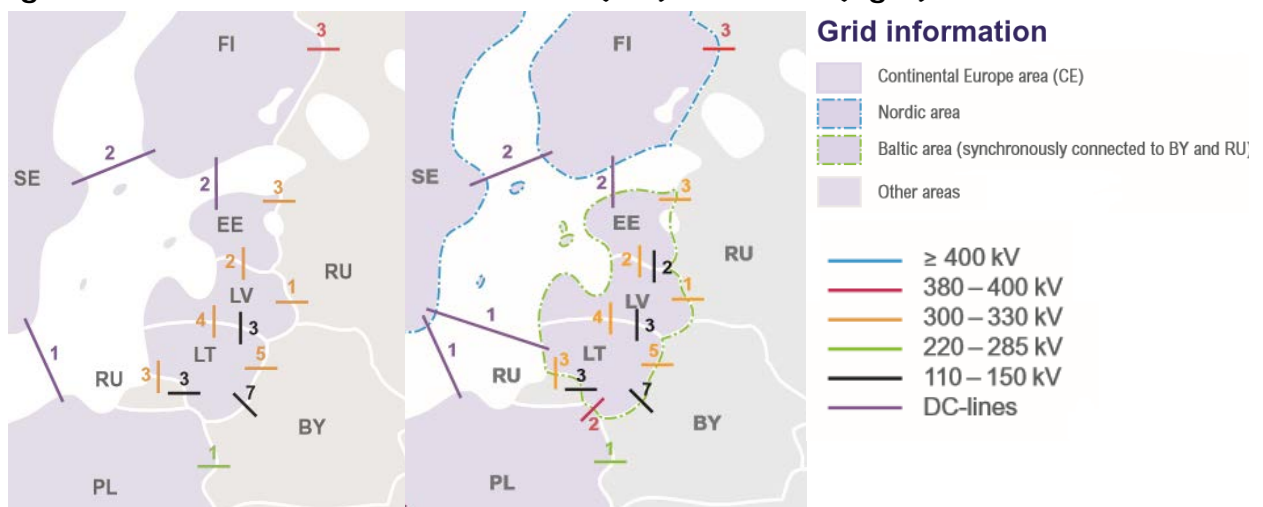 FI
3
2
SE
2
3
EE
2
RU
1
LV
4
3
1
LT
5
RU
3
3
7
BY
1
PL
FI
3
2
SE
2
3
EE
2
2
RU
1
LV
1
4
3
1
LT
5
3
RU
3
7
2
BY
1
PL
Grid information
Continental Europe area (CE)
Nordic area
Baltic area (synchronously connected to BY and RU)
Other areas
≥ 400 kV
380 – 400 kV
300 – 330 kV
220 – 285 kV
110 – 150 kV
DC-lines